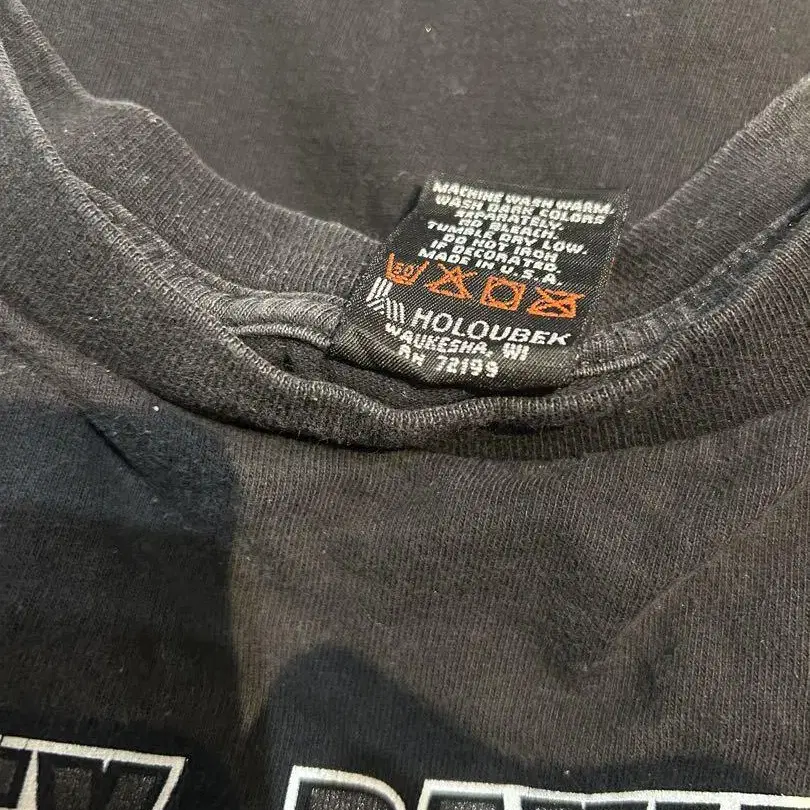 MACHINE WASH WARM.
WASH DARK COLORS
SEPARATELY.
NO BLEACH.
TUMBLE DRY LOW.
DO NOT IRON
IF DECORATED.
MADE IN U.S.A.
50
HOLOUBEK
WAUKESHA, WI
RN 72199